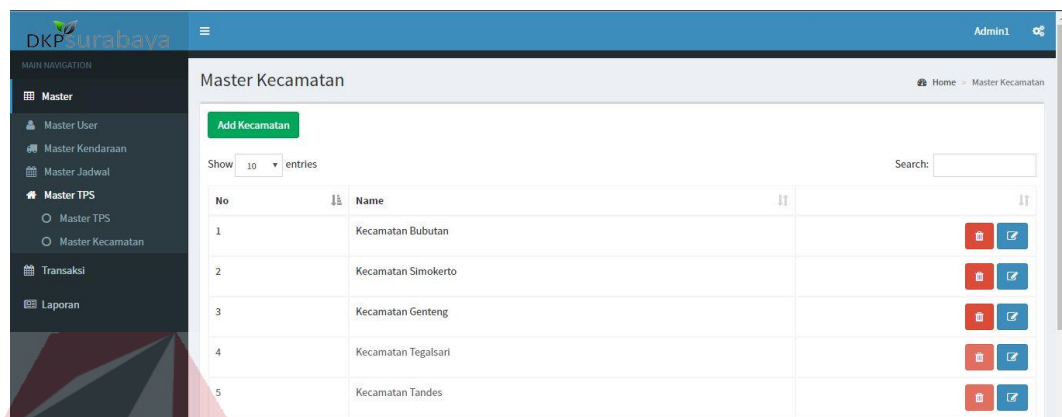 DKPSurabaya
Admin1
MAIN NAVIGATION
Master
Master User
Master Kendaraan
Master Jadwal
Master TPS
Master TPS
Master Kecamatan
Transaksi
Laporan
Master Kecamatan
Home > Master Kecamatan
Add Kecamatan
Show 10 entries
Search:
No Name
1 Kecamatan Bubutan
2 Kecamatan Simokerto
3 Kecamatan Genteng
4 Kecamatan Tegalsari
5 Kecamatan Tandes